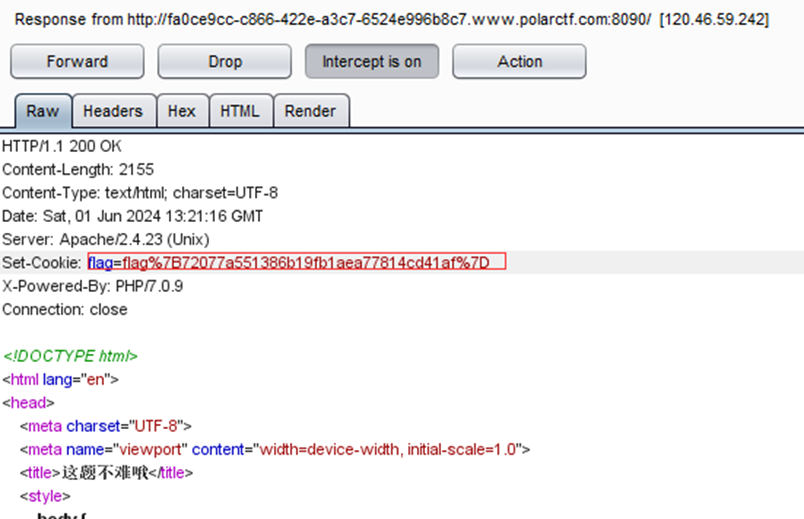 Response from http://fa0ce9cc-c866-422e-a3c7-6524e996b8c7.www.polarctf.com:8090/ [120.46.59.242]
Forward Drop Intercept is on Action
Raw Headers Hex HTML Render
HTTP/1.1 200 OK
Content-Length: 2155
Content-Type: text/html; charset=UTF-8
Date: Sat, 01 Jun 2024 13:21:16 GMT
Server: Apache/2.4.23 (Unix)
Set-Cookie: flag=flag%7B72077a551386b19fb1aea77814cd41af%7D
X-Powered-By: PHP/7.0.9
Connection: close
<!DOCTYPE html>
<html lang="en">
<head>
<meta charset="UTF-8">
<meta name="viewport" content="width=device-width, initial-scale=1.0">
<title>这题不难哦</title>
<style>
body {